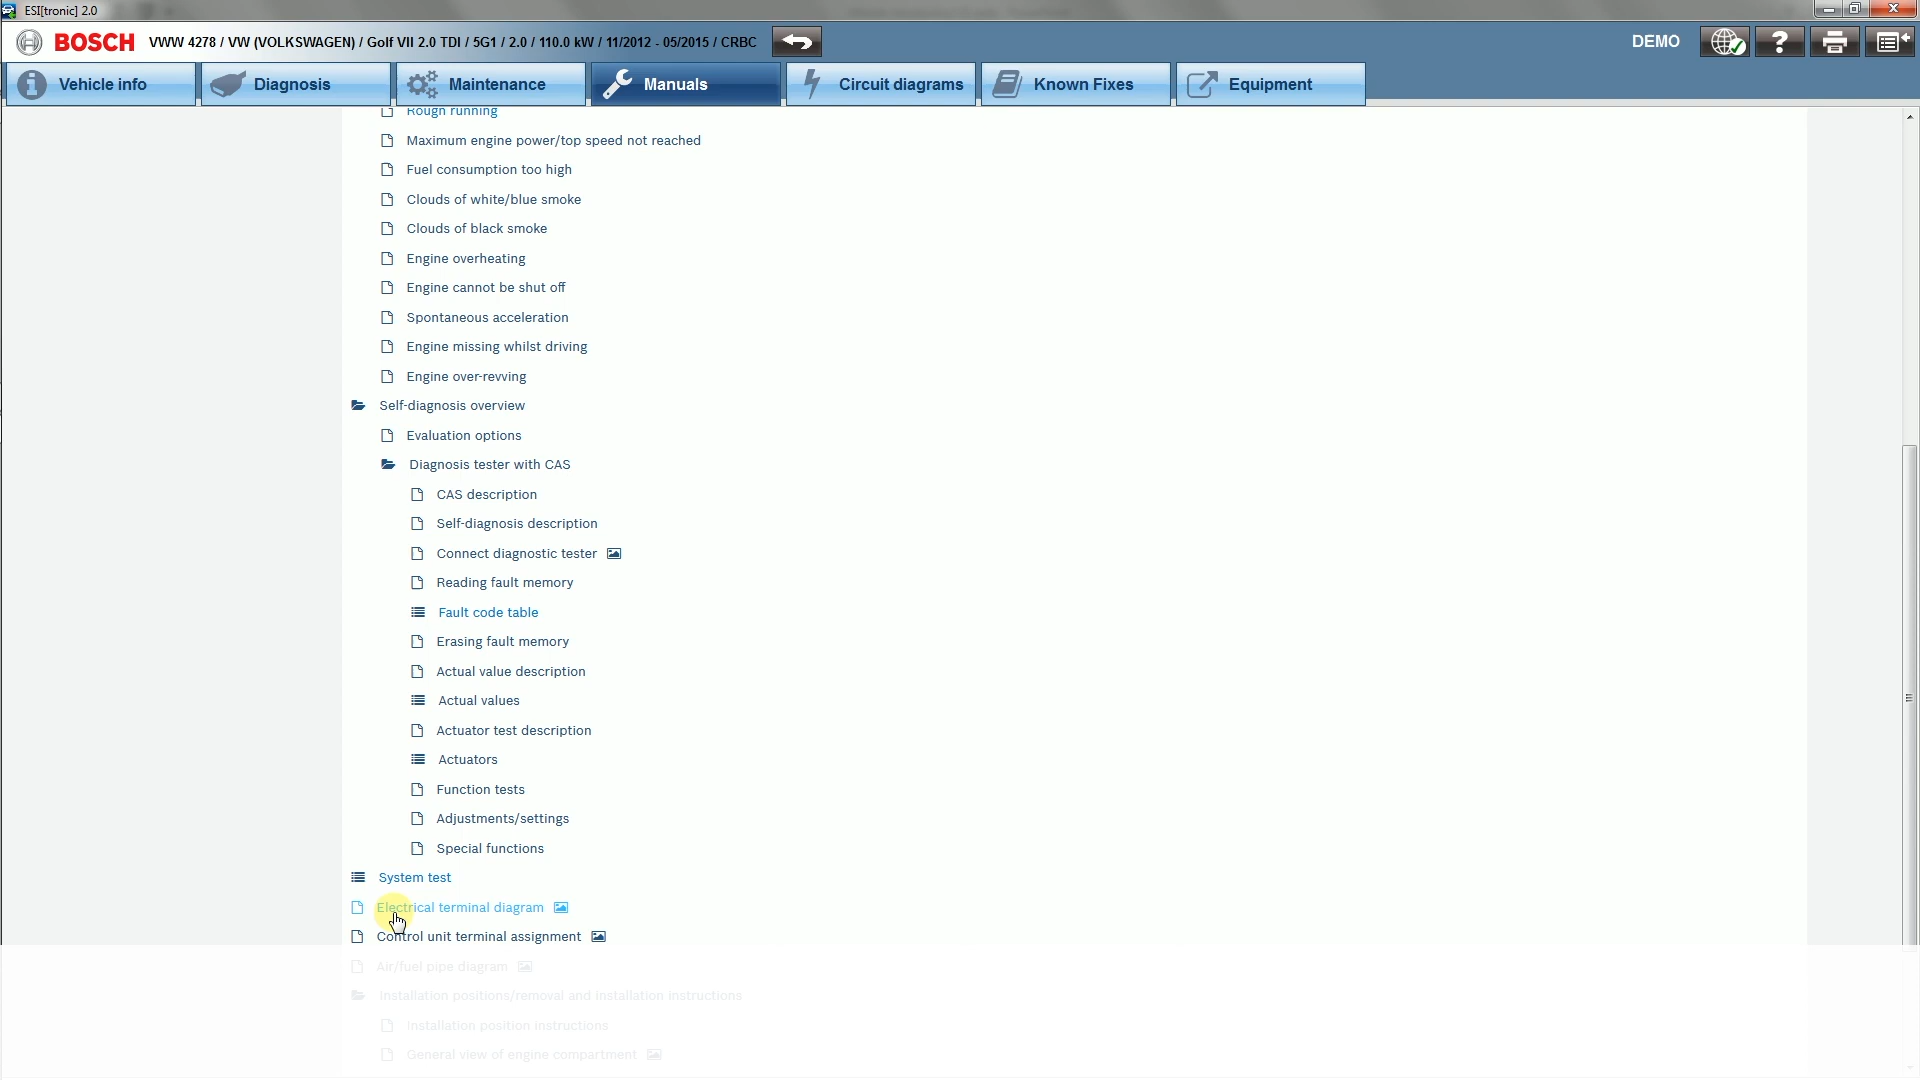 ESI[tronic] 2.0
BOSCH VWW 4278 / VW (VOLKSWAGEN) / Golf VII 2.0 TDI / 5G1 / 2.0 / 110.0 kW / 11/2012 - 05/2015 / CRBC DEMO
Vehicle info Diagnosis Maintenance Manuals Circuit diagrams Known Fixes Equipment
Rough running
Maximum engine power/top speed not reached
Fuel consumption too high
Clouds of white/blue smoke
Clouds of black smoke
Engine overheating
Engine cannot be shut off
Spontaneous acceleration
Engine missing whilst driving
Engine over-revving
Self-diagnosis overview
Evaluation options
Diagnosis tester with CAS
CAS description
Self-diagnosis description
Connect diagnostic tester
Reading fault memory
Fault code table
Erasing fault memory
Actual value description
Actual values
Actuator test description
Actuators
Function tests
Adjustments/settings
Special functions
System test
Electrical terminal diagram
Control unit terminal assignment
Air/fuel pipe diagram
Installation positions/removal and installation instructions
Installation position instructions
General view of engine compartment